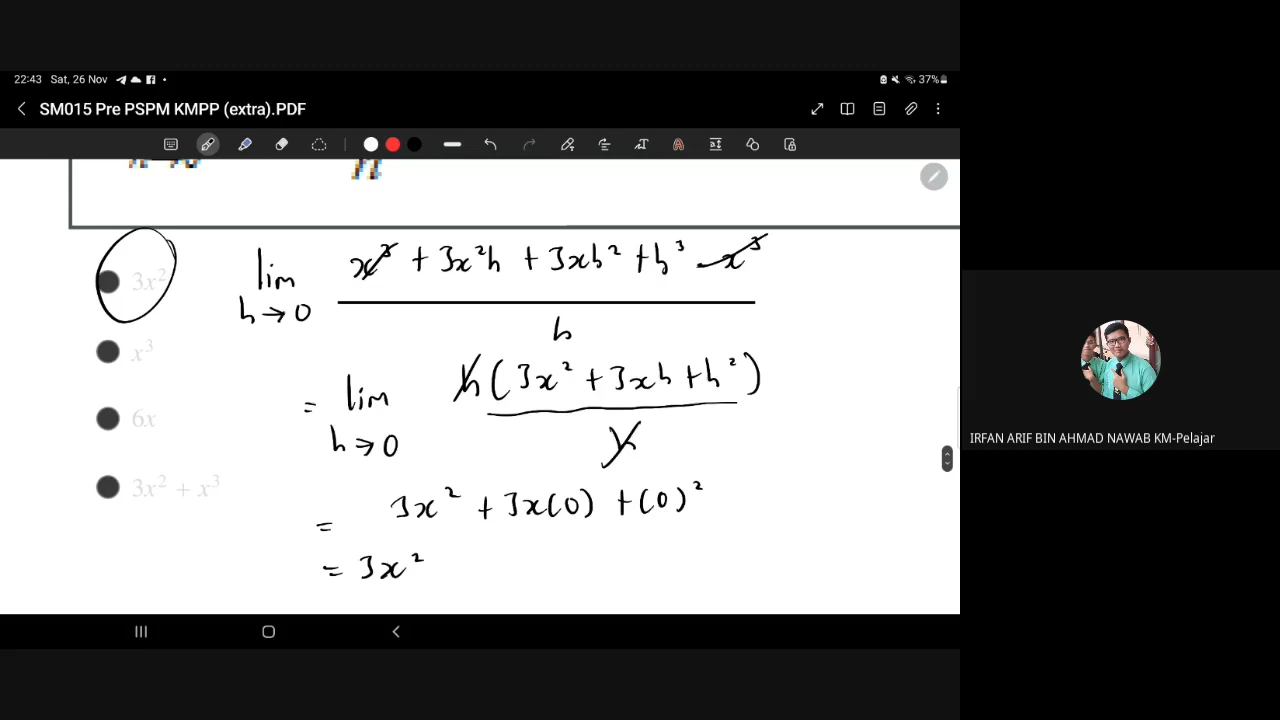 22:43 Sat, 26 Nov
37%
SM015 Pre PSPM KMPP (extra).PDF
3x²
lim h→0 (x³ + 3x²h + 3xh² + h³ - x³) / h
x³
= lim h→0 h(3x² + 3xh + h²) / h
6x
3x² + x³
= 3x² + 3x(0) + (0)²
= 3x²
IRFAN ARIF BIN AHMAD NAWAB KM-Pelajar